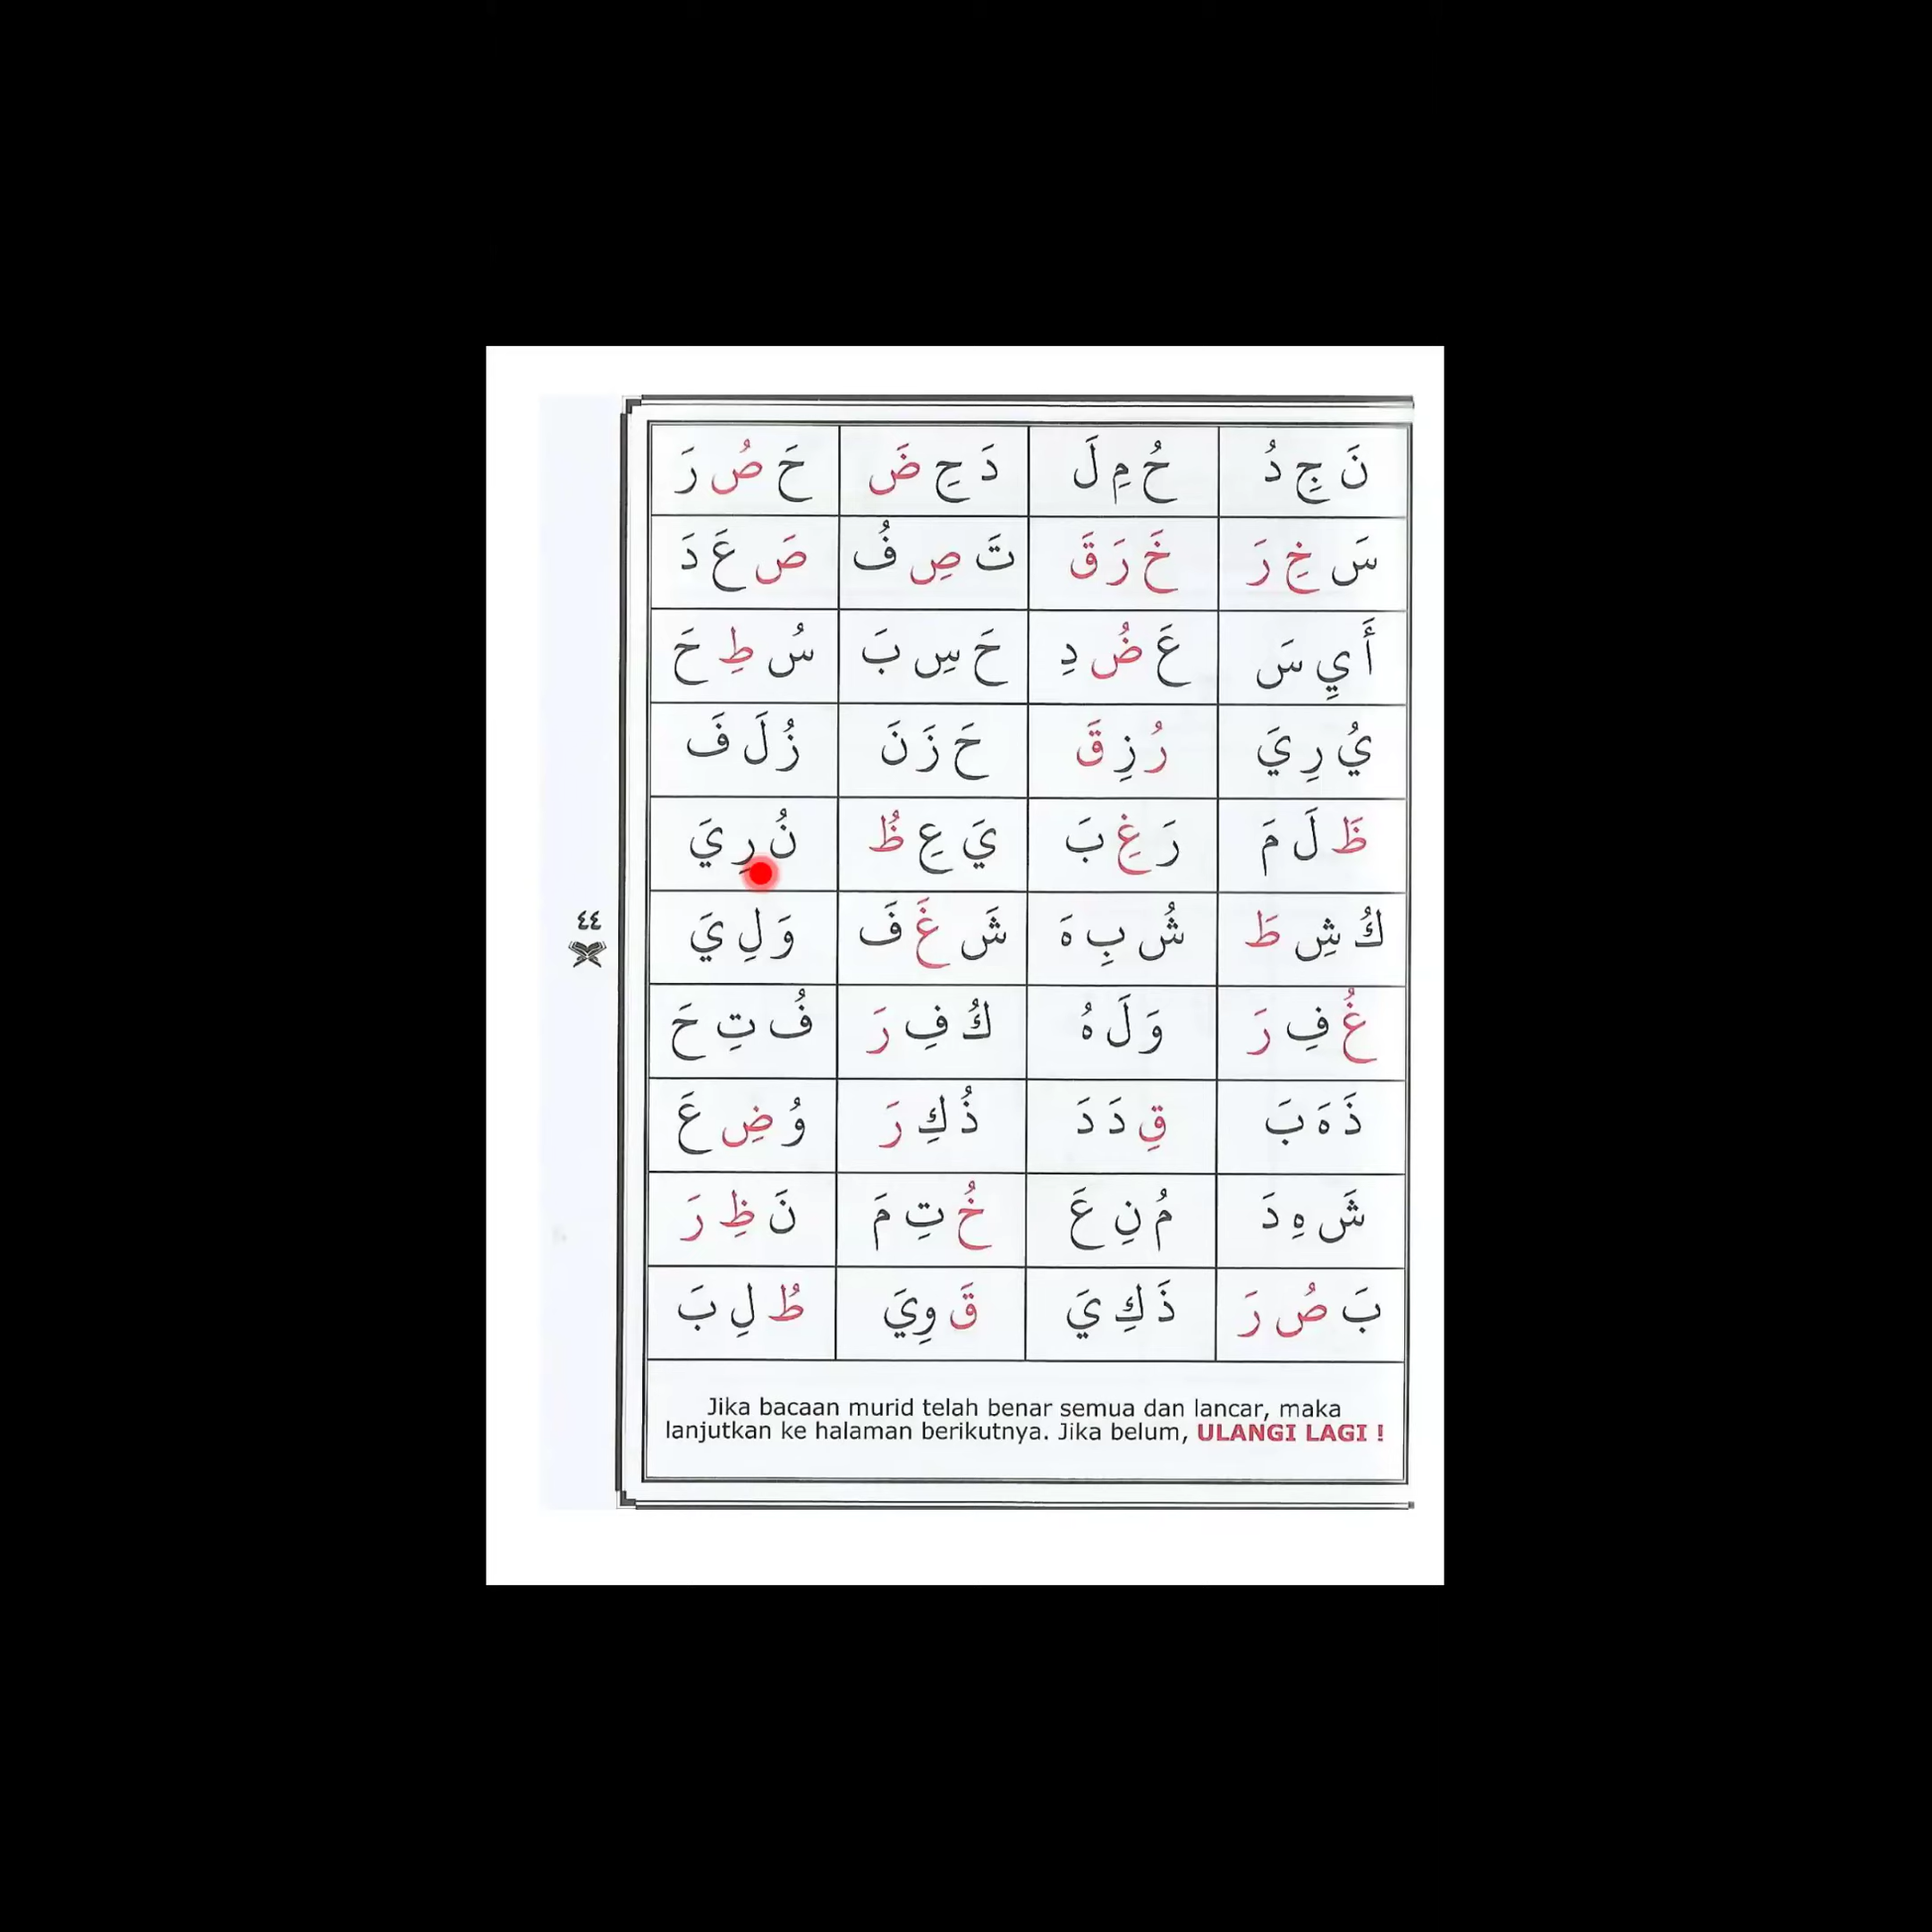 نَ جِ دُ حُ مِ لَ دَ حِ ضَ حَ صُ رَ
سَ خِ رَ خَ رَ قَ تَ صِ فُ صَ عَ دَ
أَ يِ سَ عَ ضُ دِ حَ سِ بَ سُ طِ حَ
يُ رِ يَ رُ زِ قَ حَ زَ نَ زُ لَ فَ
ظَ لَ مَ رَ غِ بَ يَ عِ ظُ نُ رِ يَ
كُ شِ طَ شُ بِ هَ شَ غَ فَ وَ لِ يَ
٤٤
غُ فِ رَ وَ لَ هُ كُ فِ رَ فُ تِ حَ
ذَ هَ بَ قِ دَ دَ ذُ كِ رَ وُ ضِ عَ
شَ هِ دَ مُ نِ عَ خُ تِ مَ نَ ظِ رَ
بَ صُ رَ ذَ كِ يَ قَ وِ يَ طُ لِ بَ
Jika bacaan murid telah benar semua dan lancar, maka
lanjutkan ke halaman berikutnya. Jika belum, ULANGI LAGI !